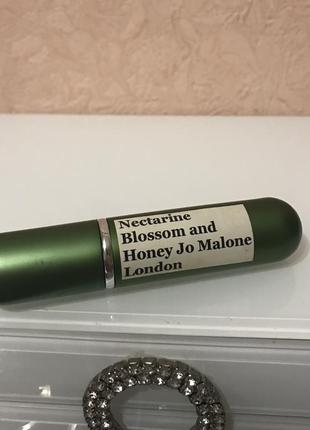 Nectarine
Blossom and
Honey Jo Malone
London